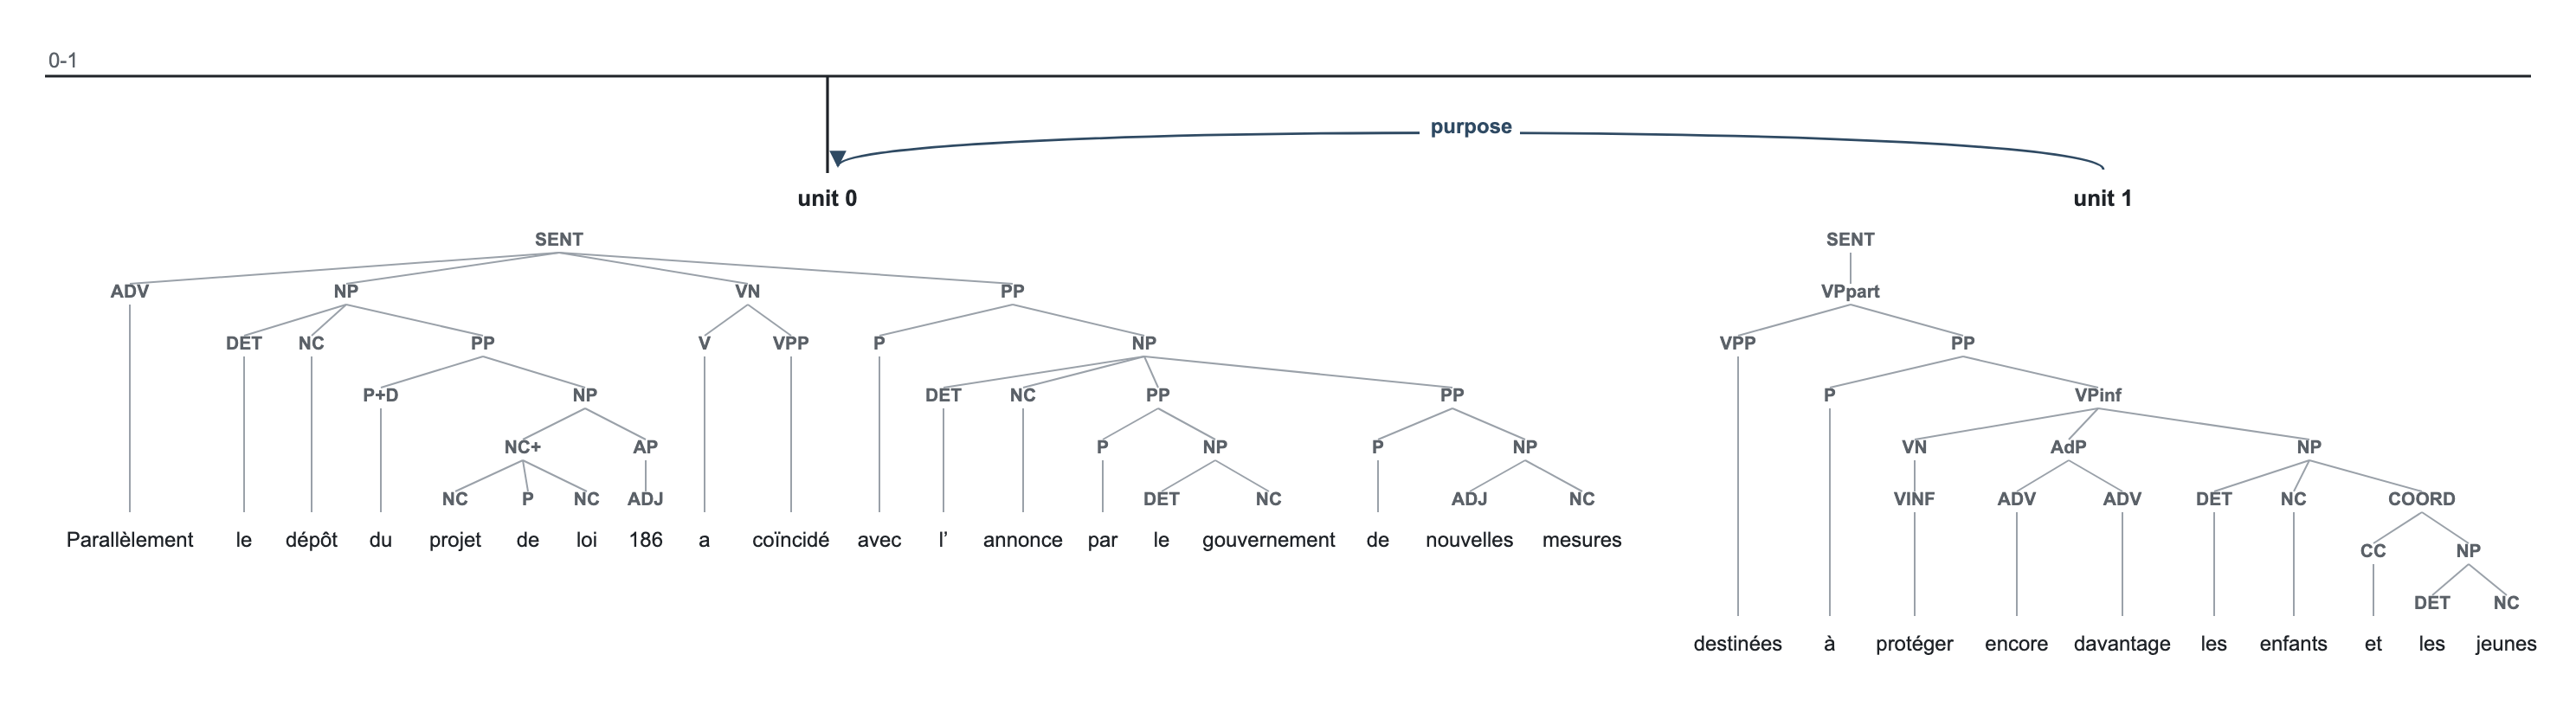 0-1
purpose
unit 0 unit 1
SENT SENT
ADV NP VN PP VPpart
DET NC PP V VPP P NP VPP PP
P+D NP DET NC PP PP P VPinf
NC+ AP P NP P NP VN AdP NP
NC P NC ADJ DET NC ADJ NC VINF ADV ADV DET NC COORD
Parallèlement le dépôt du projet de loi 186 a coïncidé avec l’ annonce par le gouvernement de nouvelles mesures
CC NP
DET NC
destinées à protéger encore davantage les enfants et les jeunes